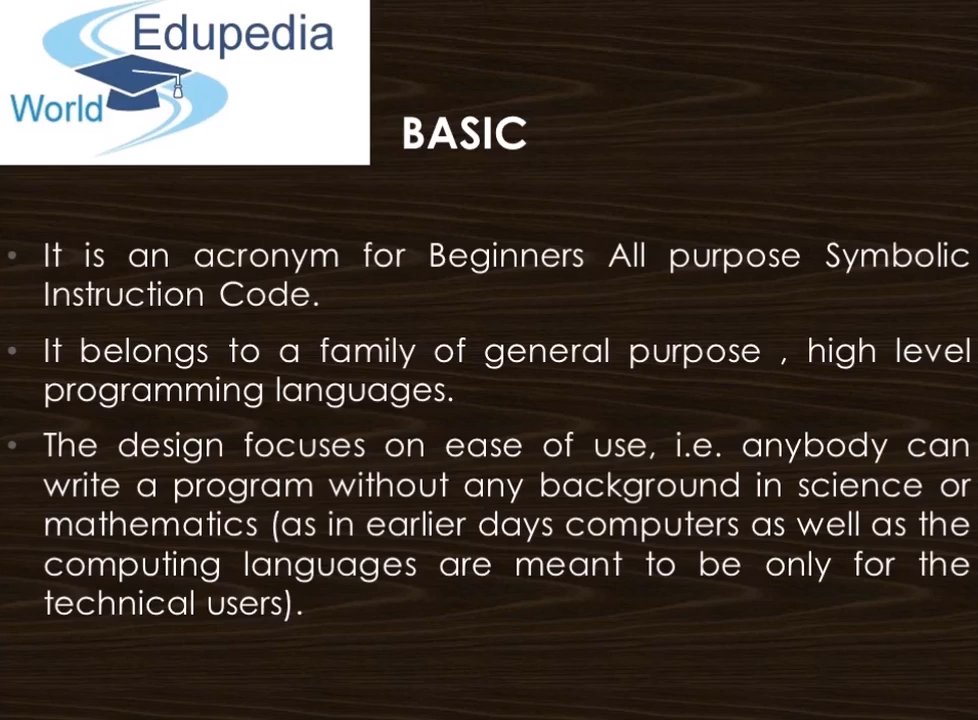 Edupedia
World
BASIC
• It is an acronym for Beginners All purpose Symbolic
Instruction Code.
• It belongs to a family of general purpose , high level
programming languages.
• The design focuses on ease of use, i.e. anybody can
write a program without any background in science or
mathematics (as in earlier days computers as well as the
computing languages are meant to be only for the
technical users).